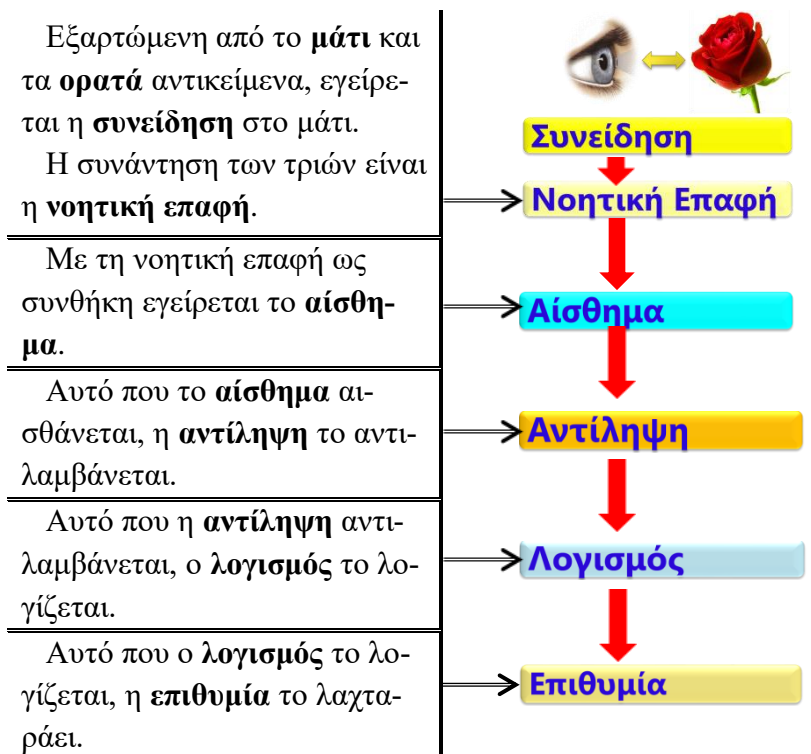 Εξαρτώμενη από το μάτι και
τα ορατά αντικείμενα, εγείρε-
ται η συνείδηση στο μάτι.
Η συνάντηση των τριών είναι
η νοητική επαφή.
Με τη νοητική επαφή ως
συνθήκη εγείρεται το αίσθη-
μα.
Αυτό που το αίσθημα αι-
σθάνεται, η αντίληψη το αντι-
λαμβάνεται.
Αυτό που η αντίληψη αντι-
λαμβάνεται, ο λογισμός το λο-
γίζεται.
Αυτό που ο λογισμός το λο-
γίζεται, η επιθυμία το λαχτα-
ράει.
Συνείδηση
Νοητική Επαφή
Αίσθημα
Αντίληψη
Λογισμός
Επιθυμία